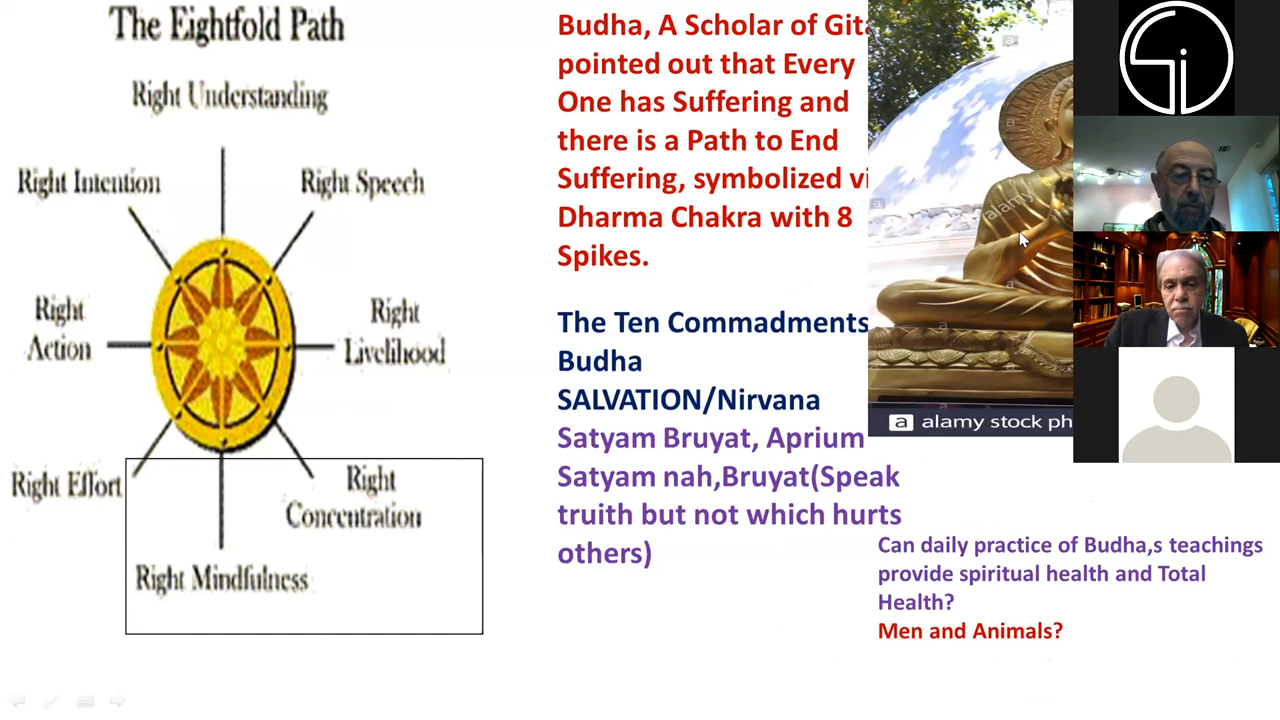 The Eightfold Path
Right Understanding
Right Intention
Right Speech
Right
Action
Right
Livelihood
Right Effort
Right
Concentration
Right Mindfulness
Budha, A Scholar of Gita
pointed out that Every
One has Suffering and
there is a Path to End
Suffering, symbolized vi
Dharma Chakra with 8
Spikes.
The Ten Commadments
Budha
SALVATION/Nirvana
Satyam Bruyat, Aprium
Satyam nah,Bruyat(Speak
truith but not which hurts
others)
a
alamy
a alamy stock ph
Can daily practice of Budha,s teachings
provide spiritual health and Total
Health?
Men and Animals?